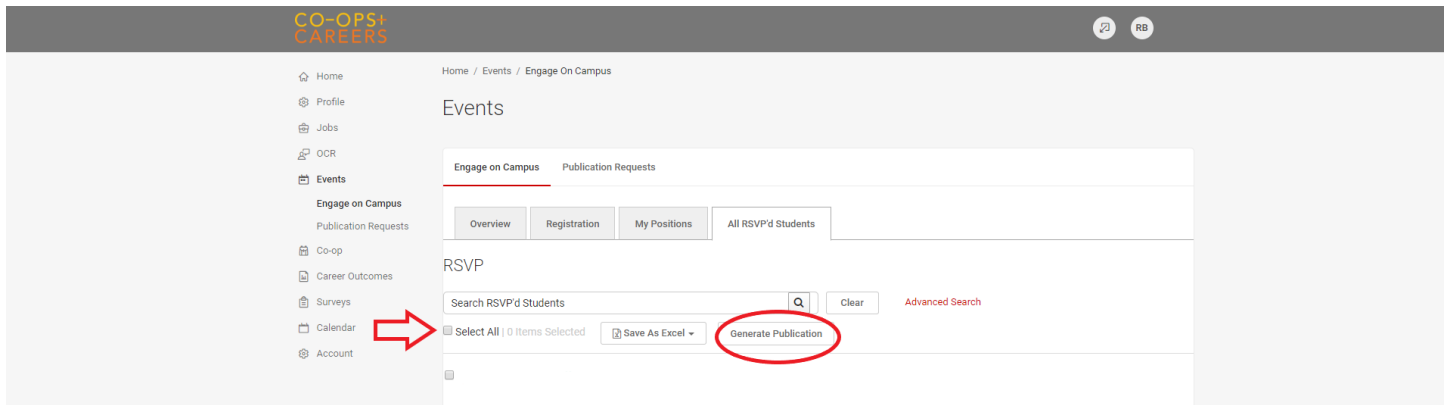 CO-OPS+
CAREERS
RB
Home
Profile
Jobs
OCR
Events
Engage on Campus
Publication Requests
Co-op
Career Outcomes
Surveys
Calendar
Account
Home / Events / Engage On Campus
Events
Engage on Campus Publication Requests
Overview Registration My Positions All RSVP'd Students
RSVP
Search RSVP'd Students Clear Advanced Search
Select All | 0 Items Selected Save As Excel Generate Publication